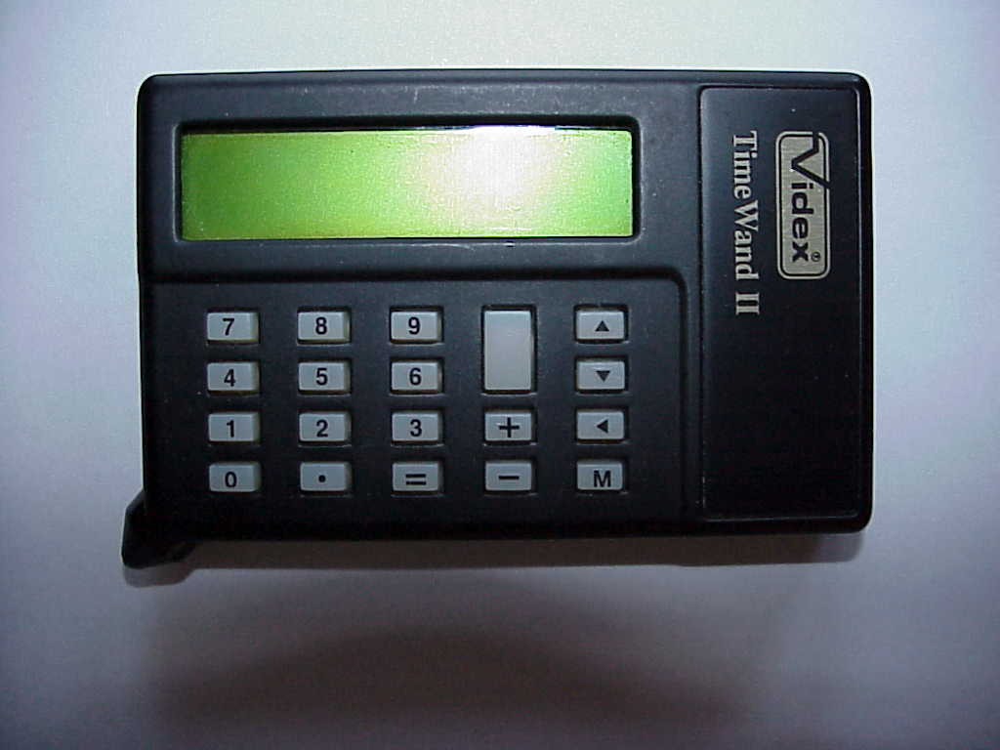 Videx®
TimeWand II
7 8 9 ▲
4 5 6 ▼
1 2 3 + ◀
0 • = − M